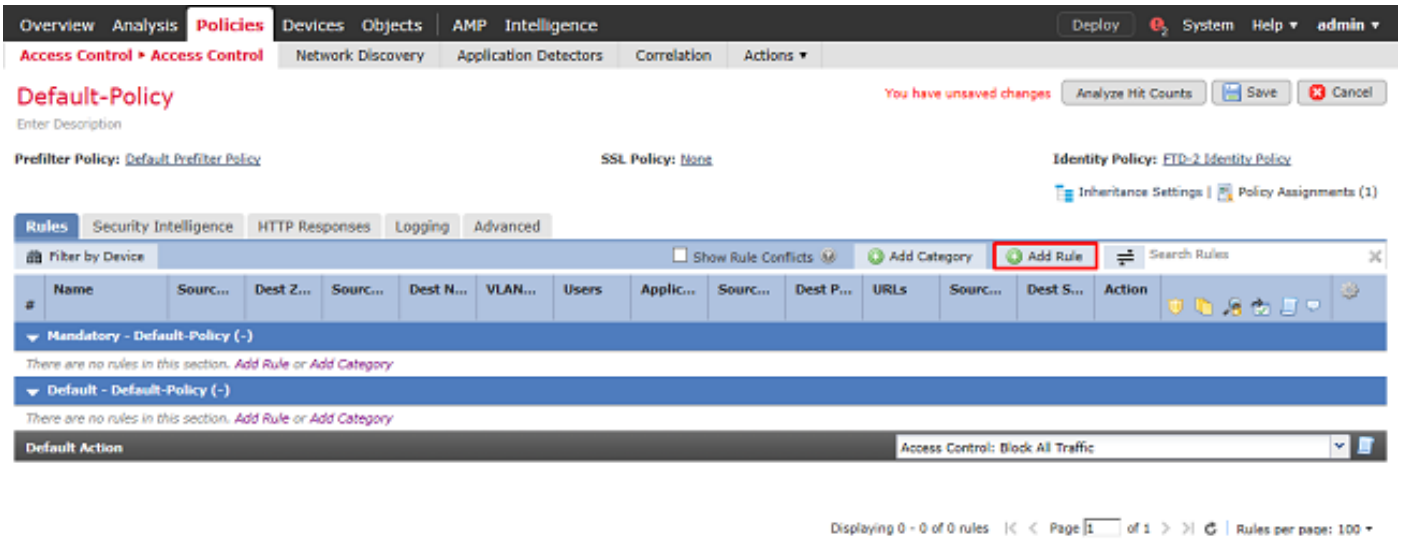 Overview Analysis Policies Devices Objects AMP Intelligence Deploy System Help ▾ admin ▾
Access Control ▸ Access Control Network Discovery Application Detectors Correlation Actions ▾
Default-Policy You have unsaved changes Analyze Hit Counts Save Cancel
Enter Description
Prefilter Policy: Default Prefilter Policy SSL Policy: None Identity Policy: FTD-2 Identity Policy
Inheritance Settings | Policy Assignments (1)
Rules Security Intelligence HTTP Responses Logging Advanced
Filter by Device Show Rule Conflicts Add Category Add Rule Search Rules
# Name Sourc... Dest Z... Sourc... Dest N... VLAN... Users Applic... Sourc... Dest P... URLs Sourc... Dest S... Action
Mandatory - Default-Policy (-)
There are no rules in this section. Add Rule or Add Category
Default - Default-Policy (-)
There are no rules in this section. Add Rule or Add Category
Default Action Access Control: Block All Traffic
Displaying 0 - 0 of 0 rules |< < Page 1 of 1 > >| Rules per page: 100 ▾